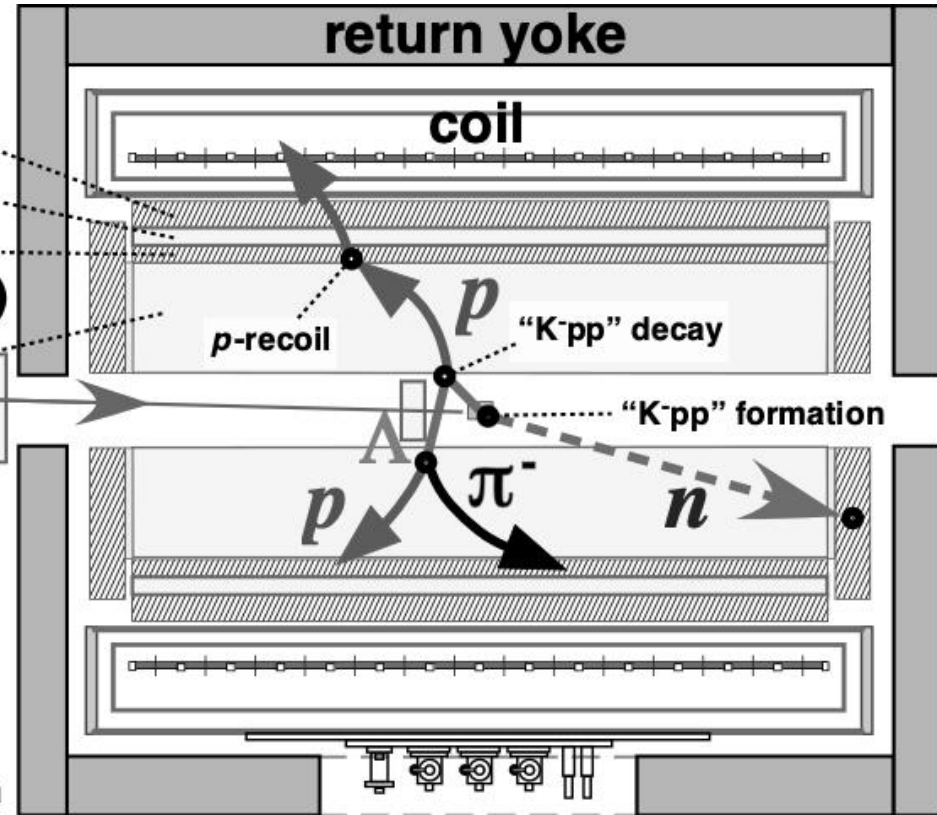 return yoke
coil
p
p-recoil
“K⁻pp” decay
“K⁻pp” formation
Λ
π⁻
p
n